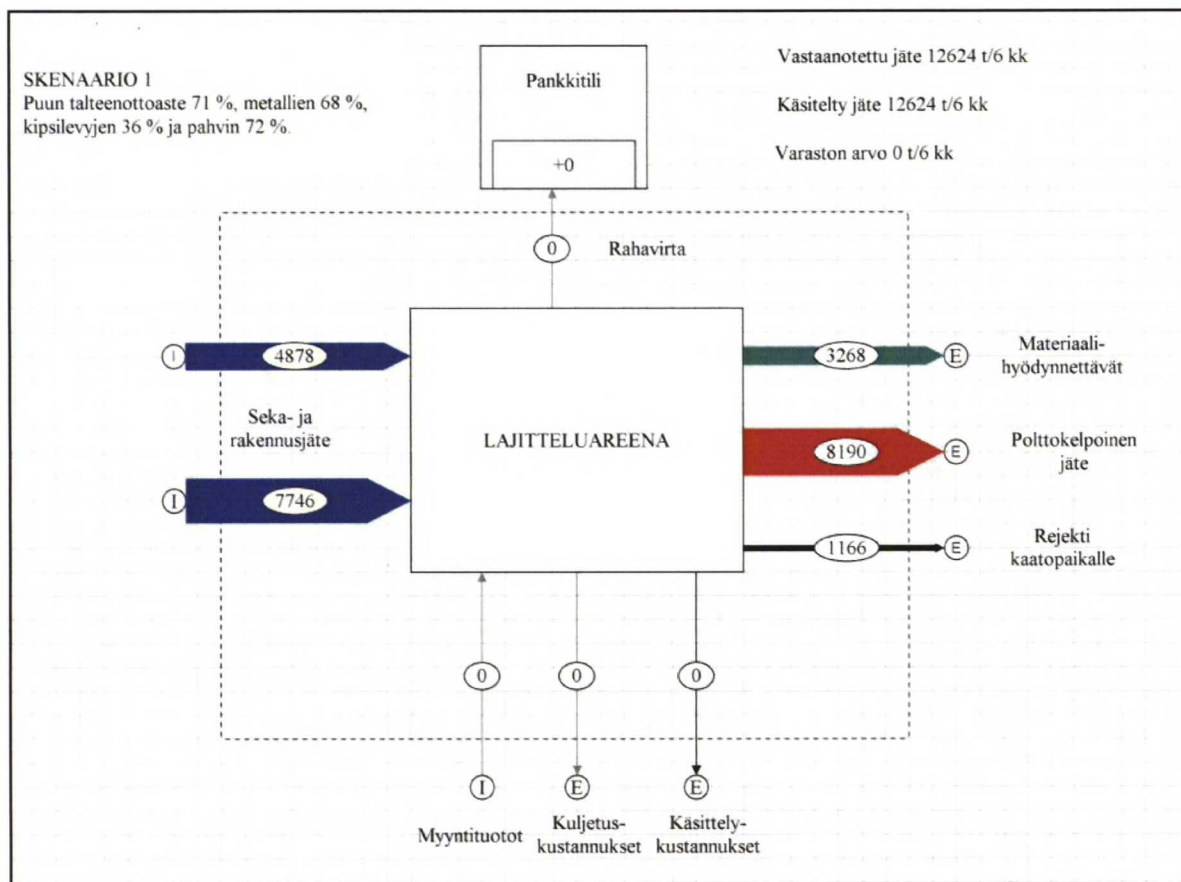 SKENAARIO 1
Puun talteenottoaste 71 %, metallien 68 %,
kipsilevyjen 36 % ja pahvin 72 %.
Pankkitili
+0
Vastaanotettu jäte 12624 t/6 kk
Käsitelty jäte 12624 t/6 kk
Varaston arvo 0 t/6 kk
0
Rahavirta
I
4878
3268
E
Materiaali-
hyödynnettävät
Seka- ja
rakennusjäte
LAJITTELUAREENA
8190
E
Polttokelpoinen
jäte
I
7746
1166
E
Rejekti
kaatopaikalle
0
0
0
I
E
E
Myyntituotot
Kuljetus-
kustannukset
Käsittely-
kustannukset